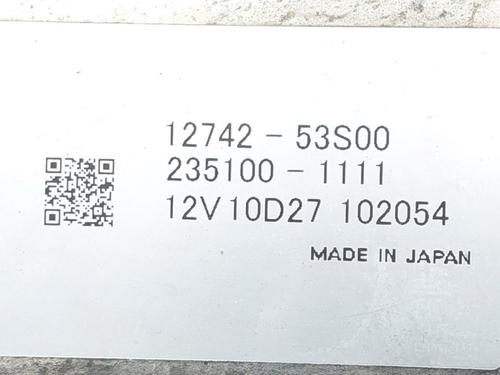 12742 - 53S00
235100 - 1111
12V10D27 102054
MADE IN JAPAN